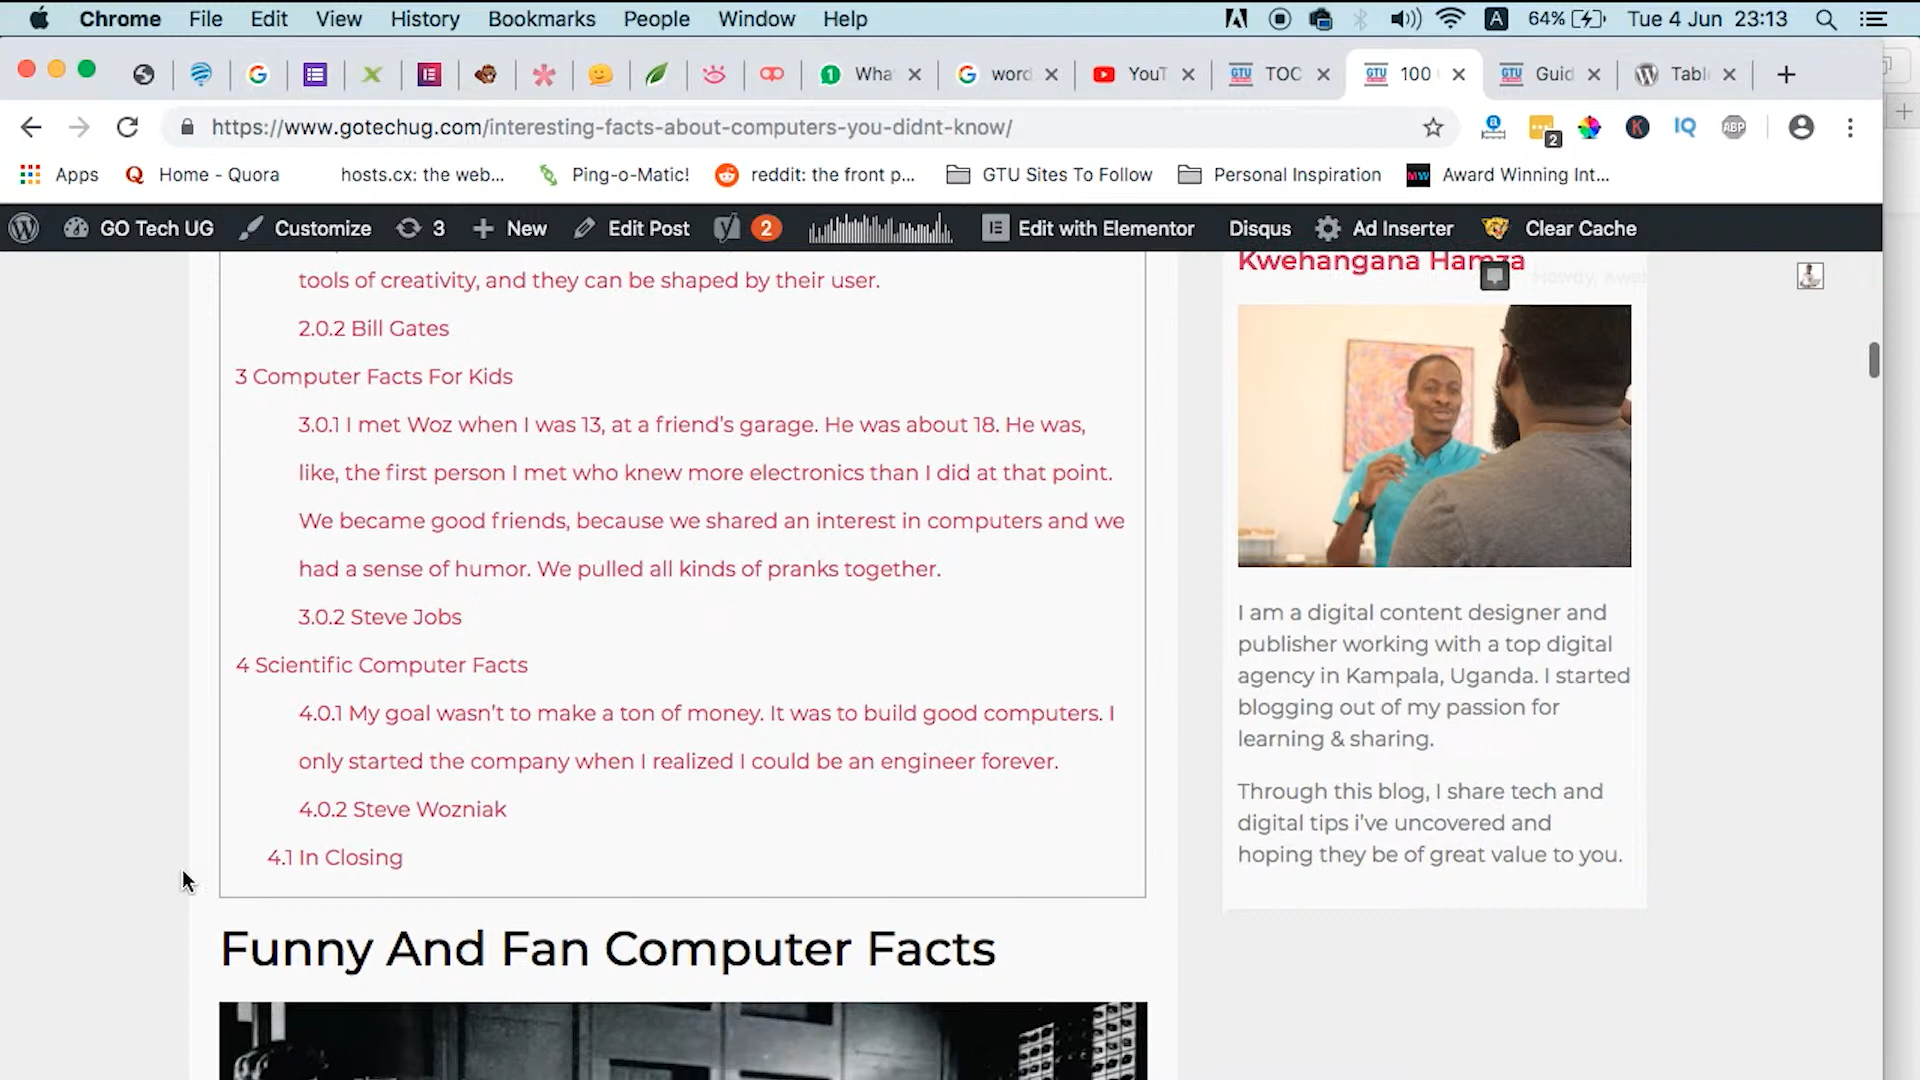 Chrome File Edit View History Bookmarks People Window Help 64% Tue 4 Jun 23:13
Wha word YouT TOC 100 Guid Tabl
https://www.gotechug.com/interesting-facts-about-computers-you-didnt-know/
Apps Home - Quora hosts.cx: the web... Ping-o-Matic! reddit: the front p... GTU Sites To Follow Personal Inspiration Award Winning Int...
GO Tech UG Customize 3 New Edit Post 2 Edit with Elementor Disqus Ad Inserter Clear Cache
tools of creativity, and they can be shaped by their user.
2.0.2 Bill Gates
3 Computer Facts For Kids
3.0.1 I met Woz when I was 13, at a friend's garage. He was about 18. He was,
like, the first person I met who knew more electronics than I did at that point.
We became good friends, because we shared an interest in computers and we
had a sense of humor. We pulled all kinds of pranks together.
3.0.2 Steve Jobs
4 Scientific Computer Facts
4.0.1 My goal wasn't to make a ton of money. It was to build good computers. I
only started the company when I realized I could be an engineer forever.
4.0.2 Steve Wozniak
4.1 In Closing
Funny And Fan Computer Facts
Kwehangana Hamza
I am a digital content designer and
publisher working with a top digital
agency in Kampala, Uganda. I started
blogging out of my passion for
learning & sharing.
Through this blog, I share tech and
digital tips i've uncovered and
hoping they be of great value to you.